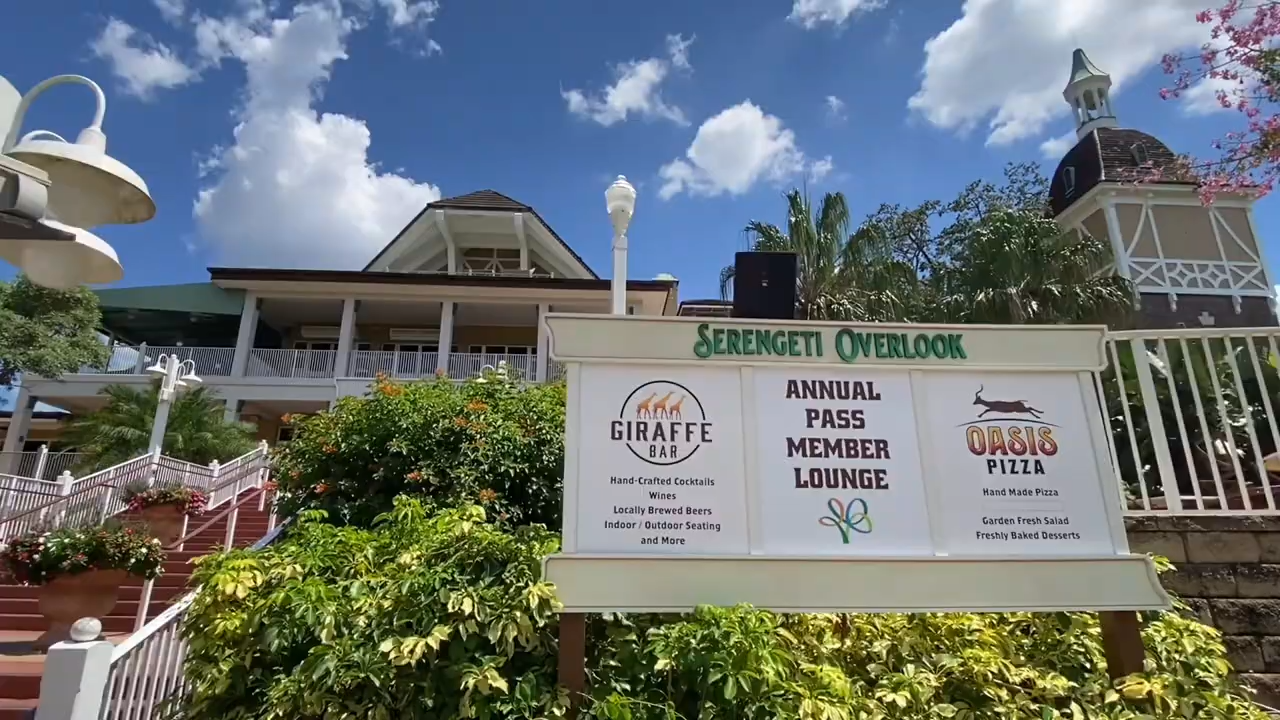 SERENGETI OVERLOOK
GIRAFFE
BAR
Hand-Crafted Cocktails
Wines
Locally Brewed Beers
Indoor / Outdoor Seating
and More
ANNUAL
PASS
MEMBER
LOUNGE
OASIS
PIZZA
Hand Made Pizza
Garden Fresh Salad
Freshly Baked Desserts